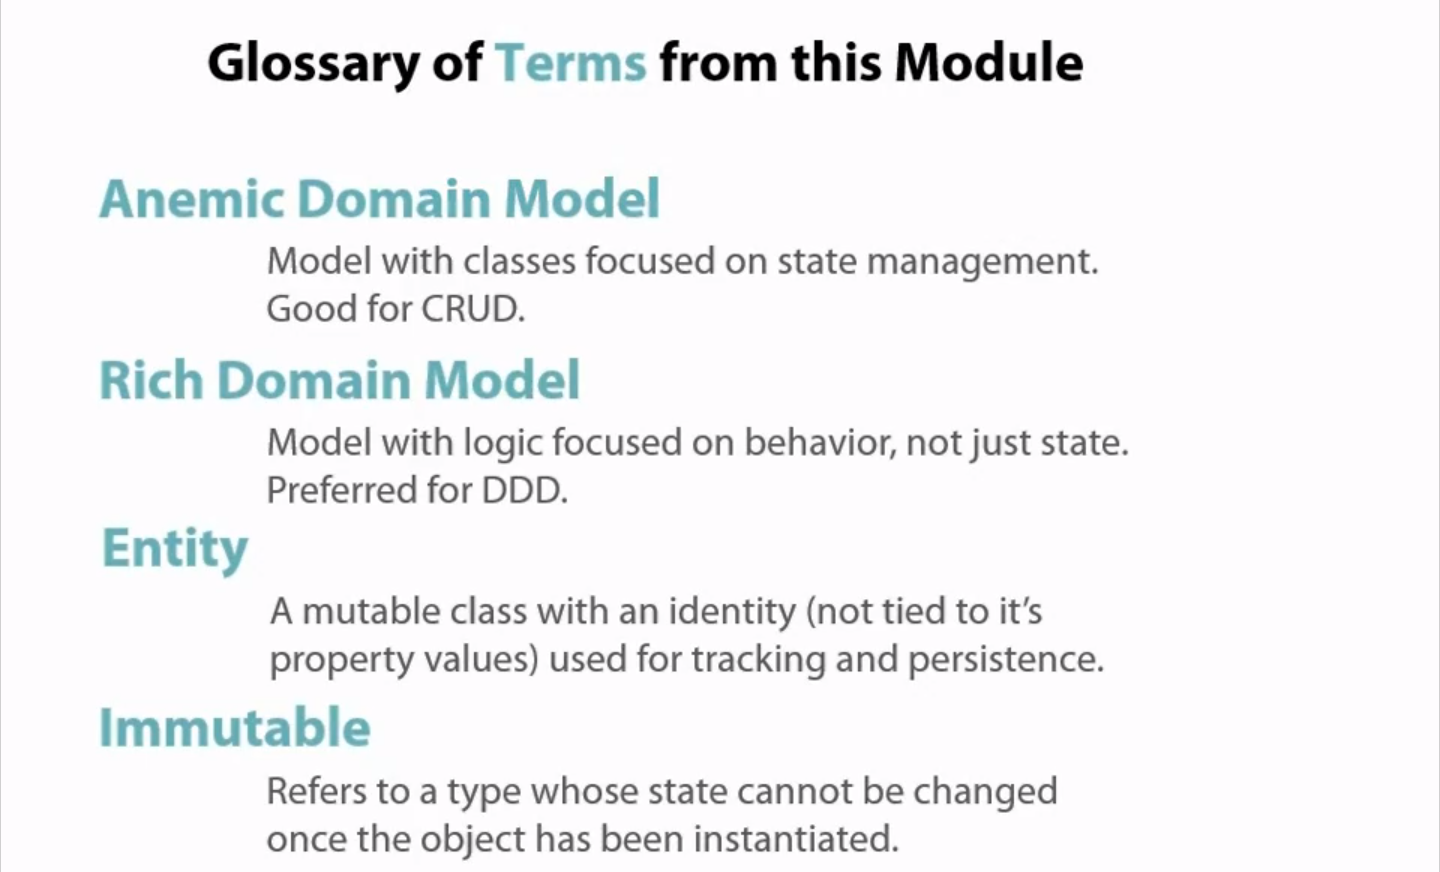 Glossary of Terms from this Module
Anemic Domain Model
Model with classes focused on state management.
Good for CRUD.
Rich Domain Model
Model with logic focused on behavior, not just state.
Preferred for DDD.
Entity
A mutable class with an identity (not tied to it’s
property values) used for tracking and persistence.
Immutable
Refers to a type whose state cannot be changed
once the object has been instantiated.